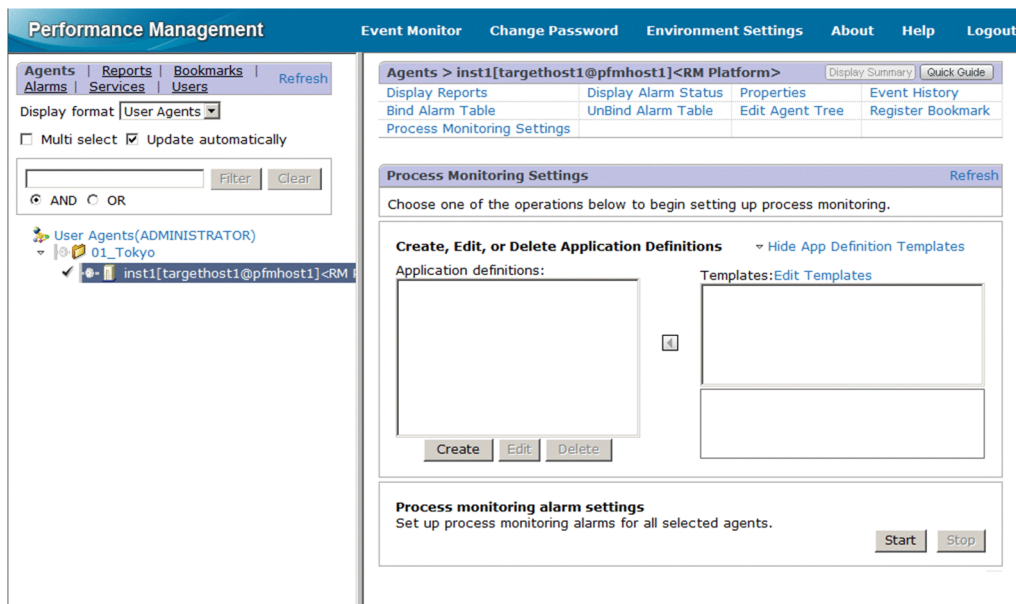 Performance Management
Event Monitor Change Password Environment Settings About Help Logout
Agents | Reports | Bookmarks |
Alarms | Services | Users
Refresh
Display format User Agents
Multi select Update automatically
Filter Clear
AND OR
User Agents(ADMINISTRATOR)
01_Tokyo
inst1[targethost1@pfmhost1]<RM
Agents > inst1[targethost1@pfmhost1]<RM Platform> Display Summary Quick Guide
Display Reports Display Alarm Status Properties Event History
Bind Alarm Table UnBind Alarm Table Edit Agent Tree Register Bookmark
Process Monitoring Settings
Process Monitoring Settings Refresh
Choose one of the operations below to begin setting up process monitoring.
Create, Edit, or Delete Application Definitions Hide App Definition Templates
Application definitions:
Templates:Edit Templates
Create Edit Delete
Process monitoring alarm settings
Set up process monitoring alarms for all selected agents.
Start Stop